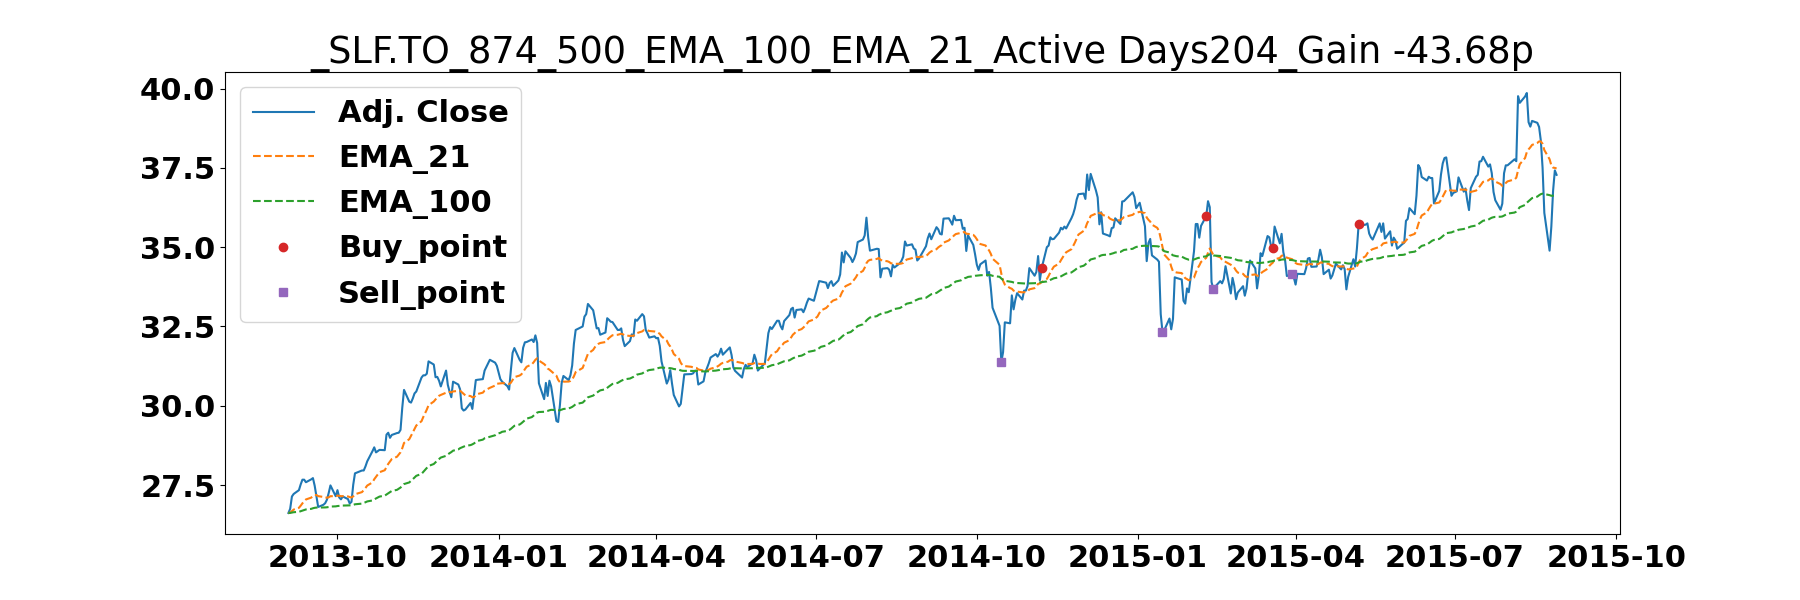 _SLF.TO_874_500_EMA_100_EMA_21_Active Days204_Gain -43.68p
40.0
37.5
35.0
32.5
30.0
27.5
Adj. Close
EMA_21
EMA_100
Buy_point
Sell_point
2013-10 2014-01 2014-04 2014-07 2014-10 2015-01 2015-04 2015-07 2015-10